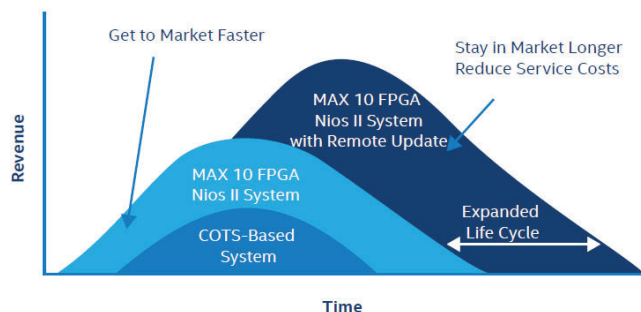 Get to Market Faster
Stay in Market Longer
Reduce Service Costs
MAX 10 FPGA
Nios II System
with Remote Update
MAX 10 FPGA
Nios II System
COTS-Based
System
Expanded
Life Cycle
Revenue
Time